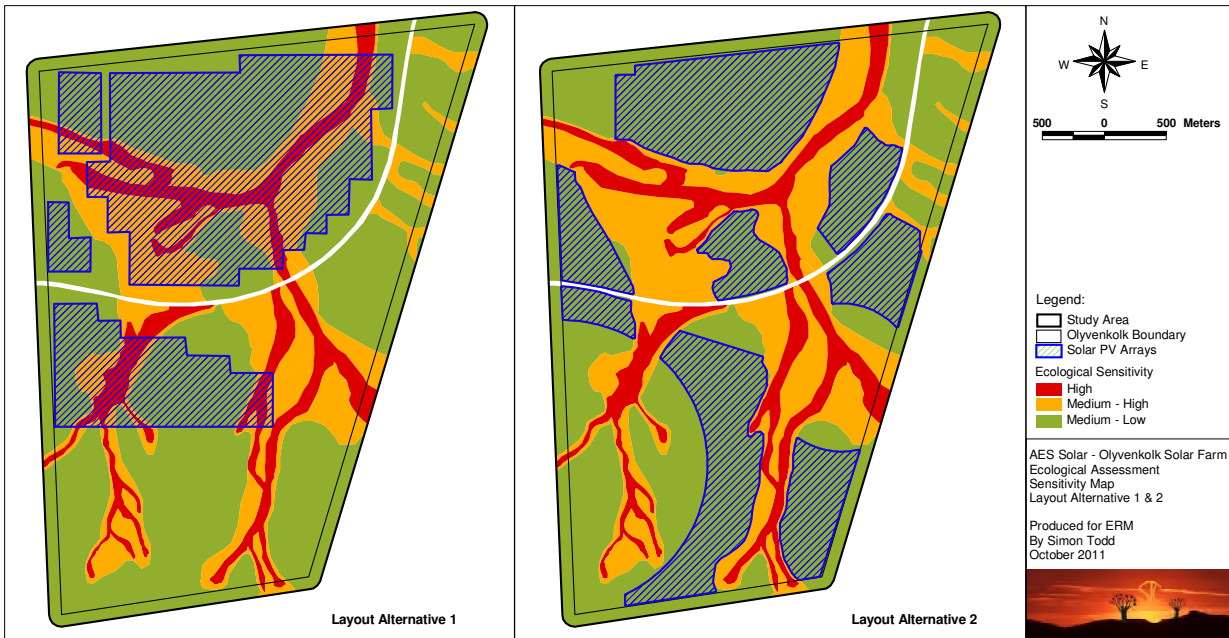 Layout Alternative 1
Layout Alternative 2
N
W E
S
500 0 500 Meters
Legend:
Study Area
Olyvenkolk Boundary
Solar PV Arrays
Ecological Sensitivity
High
Medium - High
Medium - Low
AES Solar - Olyvenkolk Solar Farm
Ecological Assessment
Sensitivity Map
Layout Alternative 1 & 2
Produced for ERM
By Simon Todd
October 2011